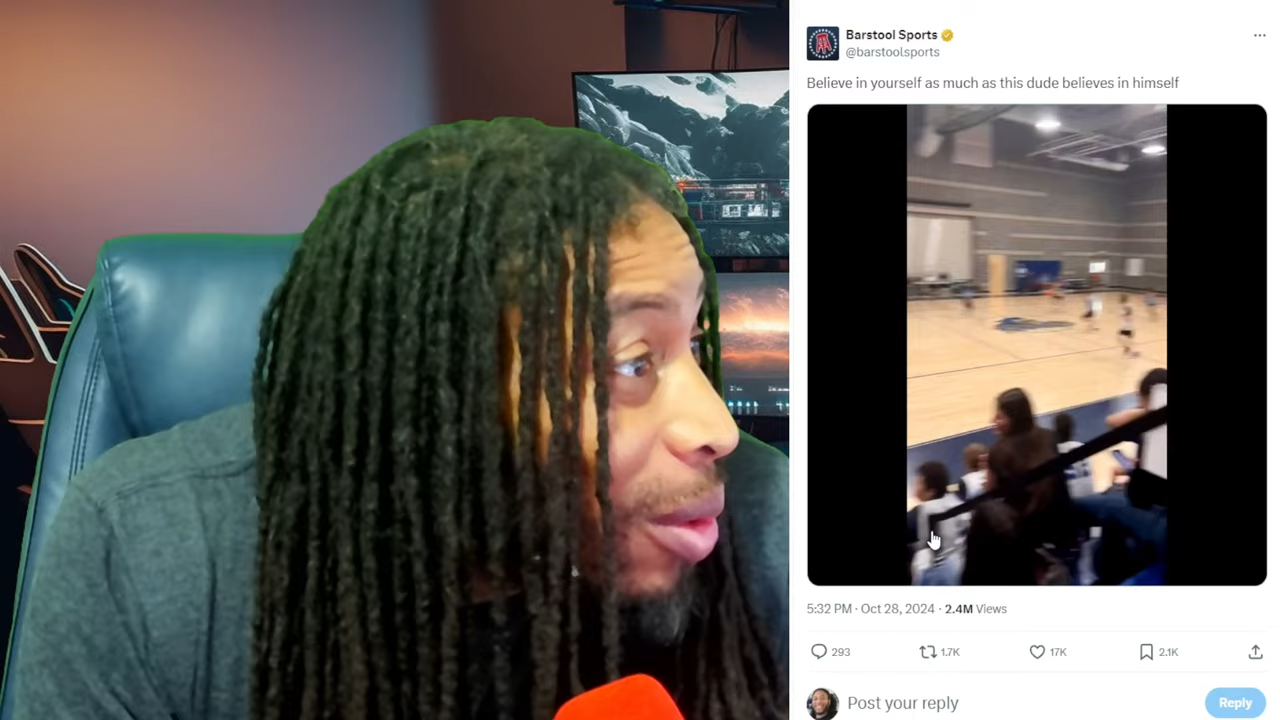 Barstool Sports
@barstoolsports
Believe in yourself as much as this dude believes in himself
5:32 PM · Oct 28, 2024 · 2.4M Views
293 1.7K 17K 2.1K
Post your reply
Reply